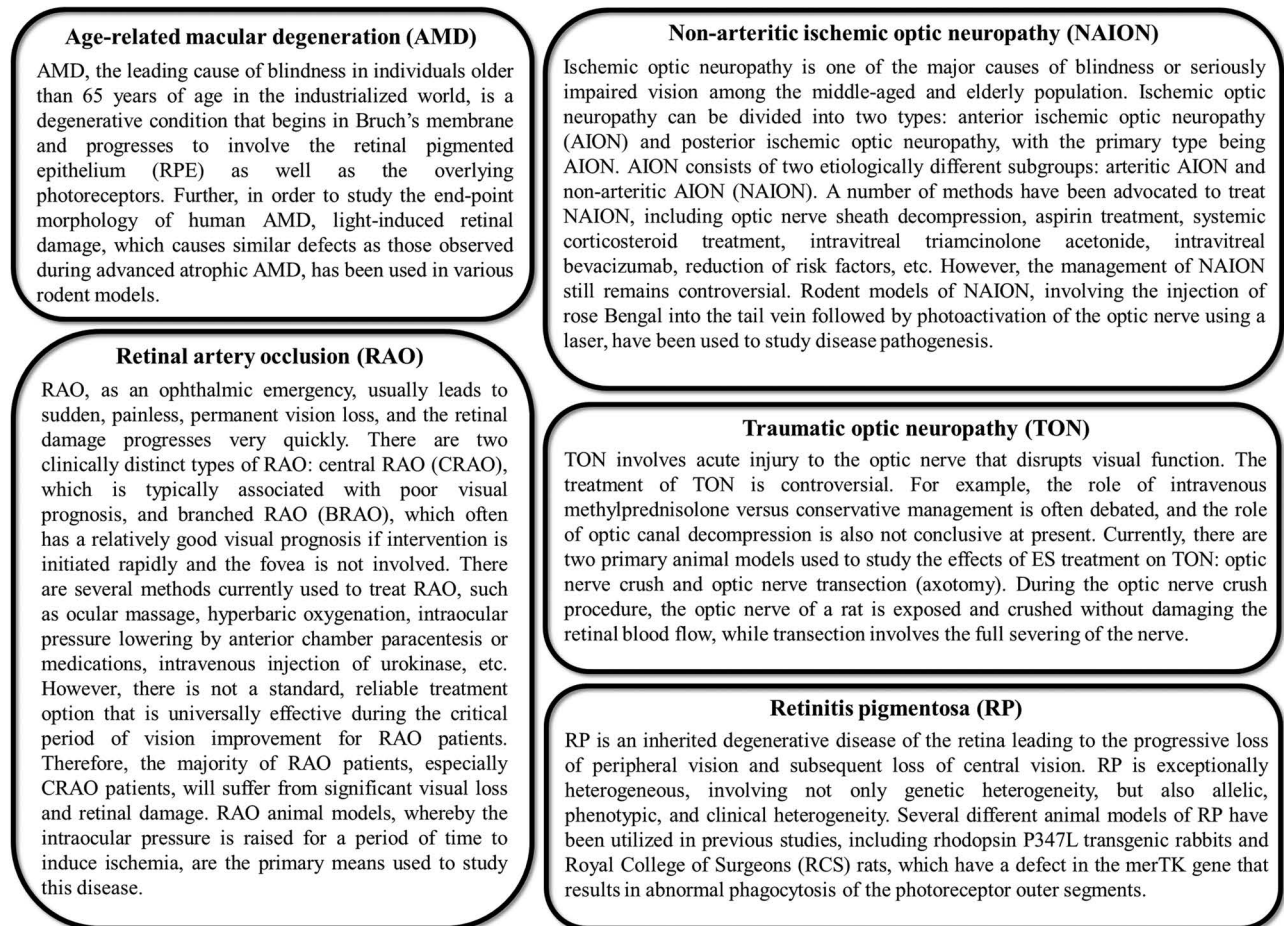 Age-related macular degeneration (AMD)
AMD, the leading cause of blindness in individuals older
than 65 years of age in the industrialized world, is a
degenerative condition that begins in Bruch's membrane
and progresses to involve the retinal pigmented
epithelium (RPE) as well as the overlying
photoreceptors. Further, in order to study the end-point
morphology of human AMD, light-induced retinal
damage, which causes similar defects as those observed
during advanced atrophic AMD, has been used in various
rodent models.
Retinal artery occlusion (RAO)
RAO, as an ophthalmic emergency, usually leads to
sudden, painless, permanent vision loss, and the retinal
damage progresses very quickly. There are two
clinically distinct types of RAO: central RAO (CRAO),
which is typically associated with poor visual
prognosis, and branched RAO (BRAO), which often
has a relatively good visual prognosis if intervention is
initiated rapidly and the fovea is not involved. There
are several methods currently used to treat RAO, such
as ocular massage, hyperbaric oxygenation, intraocular
pressure lowering by anterior chamber paracentesis or
medications, intravenous injection of urokinase, etc.
However, there is not a standard, reliable treatment
option that is universally effective during the critical
period of vision improvement for RAO patients.
Therefore, the majority of RAO patients, especially
CRAO patients, will suffer from significant visual loss
and retinal damage. RAO animal models, whereby the
intraocular pressure is raised for a period of time to
induce ischemia, are the primary means used to study
this disease.
Non-arteritic ischemic optic neuropathy (NAION)
Ischemic optic neuropathy is one of the major causes of blindness or seriously
impaired vision among the middle-aged and elderly population. Ischemic optic
neuropathy can be divided into two types: anterior ischemic optic neuropathy
(AION) and posterior ischemic optic neuropathy, with the primary type being
AION. AION consists of two etiologically different subgroups: arteritic AION and
non-arteritic AION (NAION). A number of methods have been advocated to treat
NAION, including optic nerve sheath decompression, aspirin treatment, systemic
corticosteroid treatment, intravitreal triamcinolone acetonide, intravitreal
bevacizumab, reduction of risk factors, etc. However, the management of NAION
still remains controversial. Rodent models of NAION, involving the injection of
rose Bengal into the tail vein followed by photoactivation of the optic nerve using a
laser, have been used to study disease pathogenesis.
Traumatic optic neuropathy (TON)
TON involves acute injury to the optic nerve that disrupts visual function. The
treatment of TON is controversial. For example, the role of intravenous
methylprednisolone versus conservative management is often debated, and the role
of optic canal decompression is also not conclusive at present. Currently, there are
two primary animal models used to study the effects of ES treatment on TON: optic
nerve crush and optic nerve transection (axotomy). During the optic nerve crush
procedure, the optic nerve of a rat is exposed and crushed without damaging the
retinal blood flow, while transection involves the full severing of the nerve.
Retinitis pigmentosa (RP)
RP is an inherited degenerative disease of the retina leading to the progressive loss
of peripheral vision and subsequent loss of central vision. RP is exceptionally
heterogeneous, involving not only genetic heterogeneity, but also allelic,
phenotypic, and clinical heterogeneity. Several different animal models of RP have
been utilized in previous studies, including rhodopsin P347L transgenic rabbits and
Royal College of Surgeons (RCS) rats, which have a defect in the merTK gene that
results in abnormal phagocytosis of the photoreceptor outer segments.